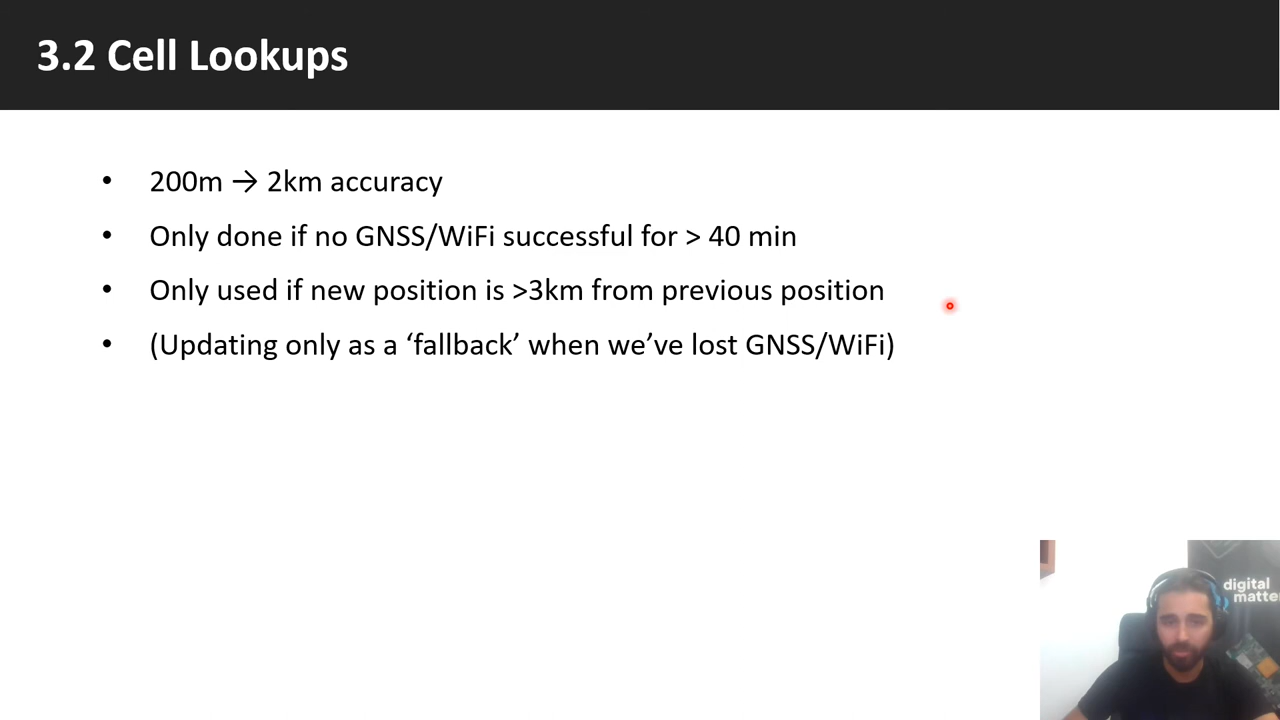 3.2 Cell Lookups
• 200m → 2km accuracy
• Only done if no GNSS/WiFi successful for > 40 min
• Only used if new position is >3km from previous position
• (Updating only as a ‘fallback’ when we’ve lost GNSS/WiFi)
digital
matter